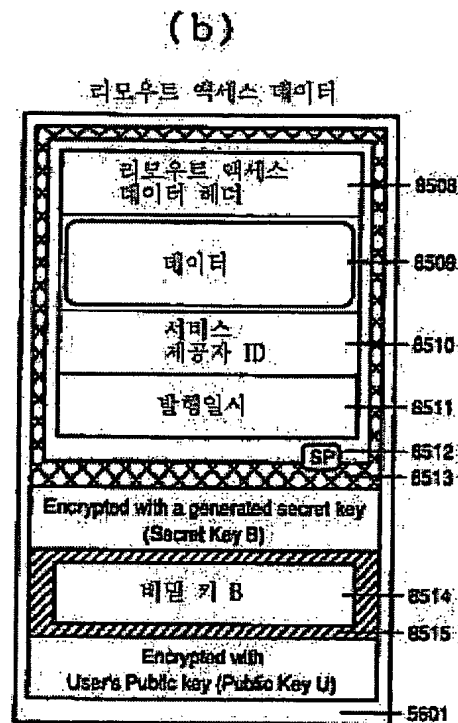 (b)
리모우트 액세스 데이터
리모우트 액세스
데이터 헤더
8508
데이터
8509
서비스
제공자 ID
8510
발행일시
8511
SP
8512
8513
Encrypted with a generated secret key
(Secret Key B)
비밀 키 B
8514
8515
Encrypted with
User's Public key (Public Key U)
5601